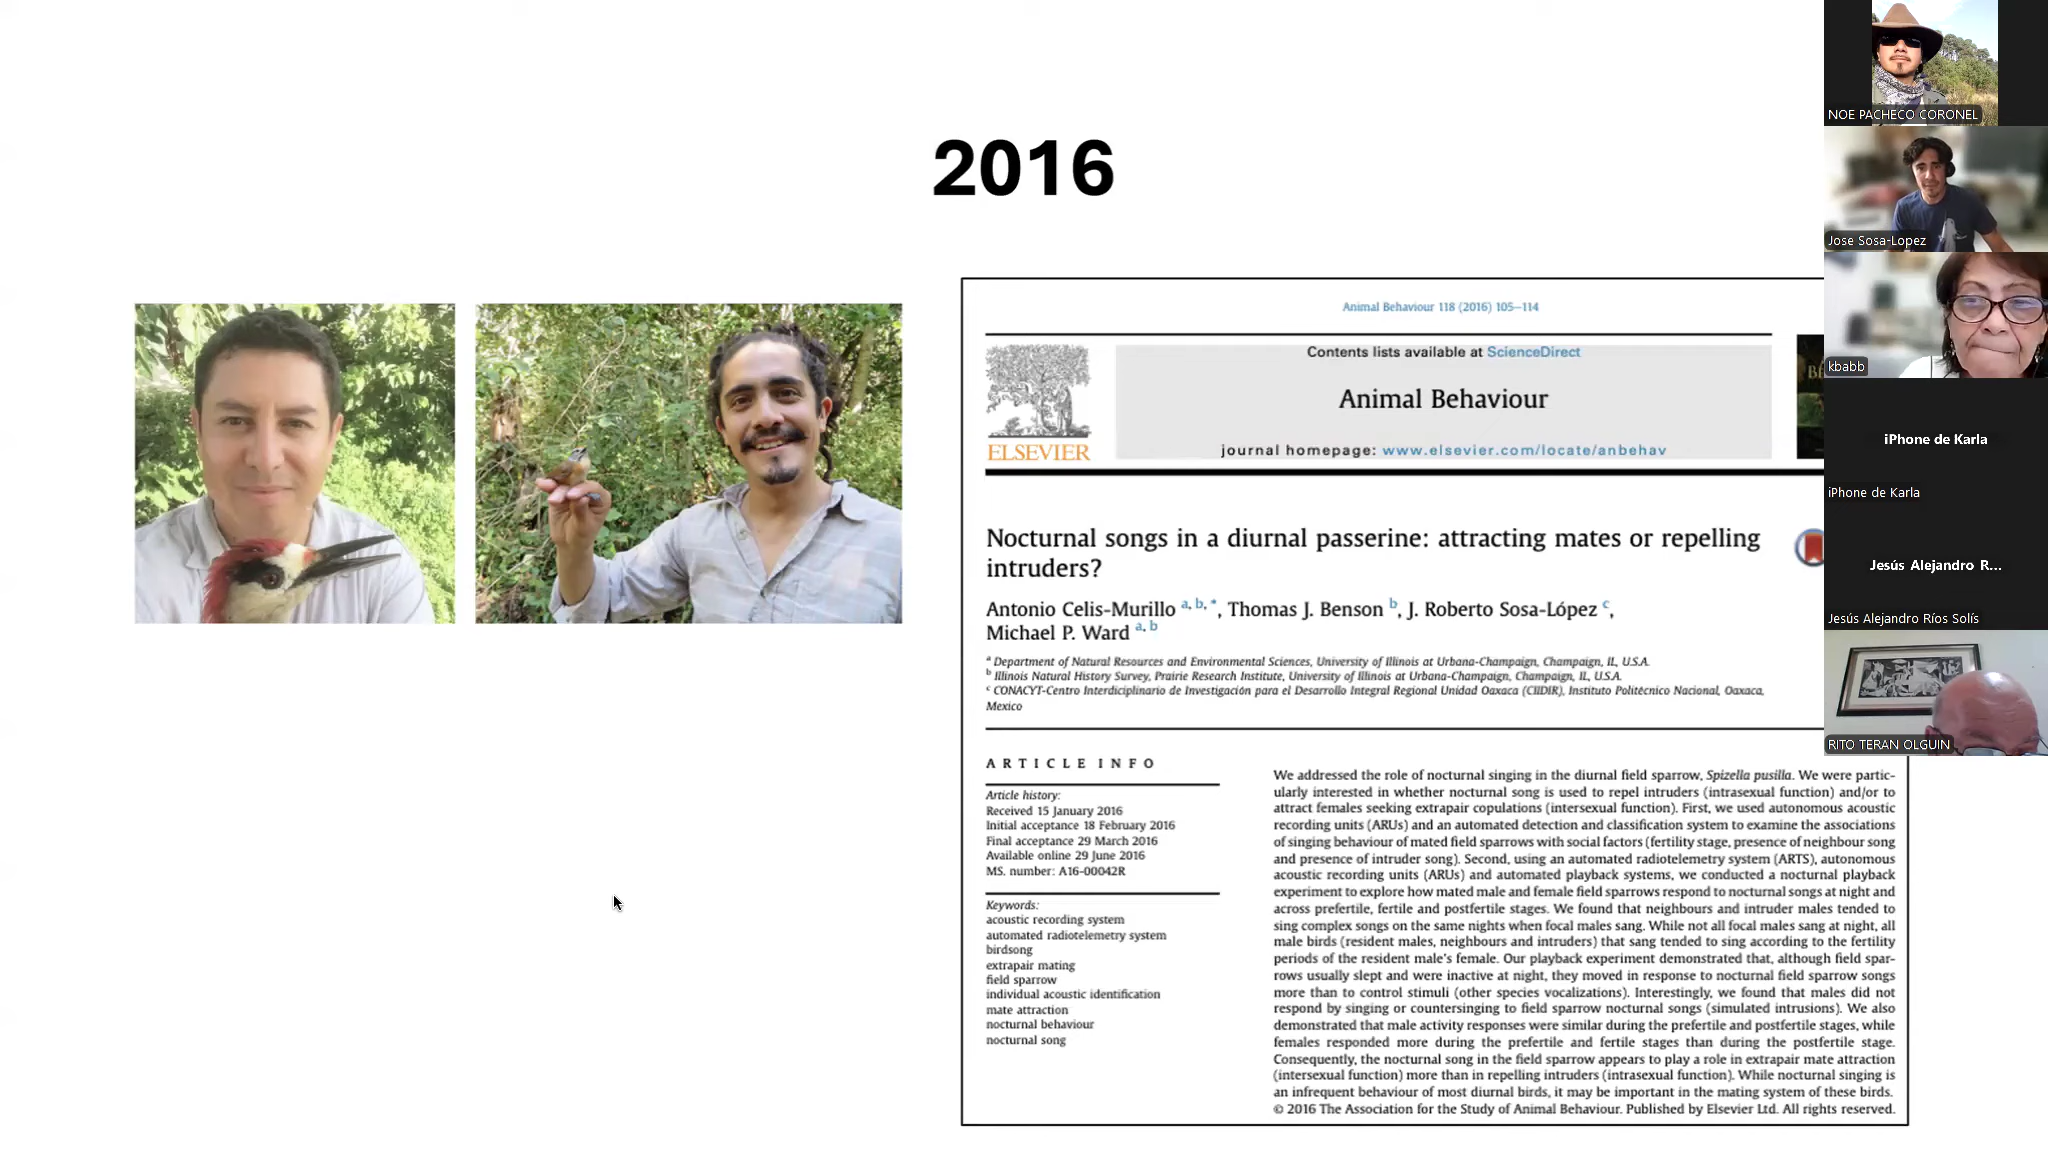 2016
Animal Behaviour 118 (2016) 105–114
Contents lists available at ScienceDirect
Animal Behaviour
journal homepage: www.elsevier.com/locate/anbehav
ELSEVIER
Nocturnal songs in a diurnal passerine: attracting mates or repelling
intruders?
Antonio Celis-Murillo a, b, *, Thomas J. Benson b, J. Roberto Sosa-López c,
Michael P. Ward a, b
a Department of Natural Resources and Environmental Sciences, University of Illinois at Urbana-Champaign, Champaign, IL, U.S.A.
b Illinois Natural History Survey, Prairie Research Institute, University of Illinois at Urbana-Champaign, Champaign, IL, U.S.A.
c CONACYT-Centro Interdiciplinario de Investigación para el Desarrollo Integral Regional Unidad Oaxaca (CIIDIR), Instituto Politécnico Nacional, Oaxaca,
Mexico
ARTICLE INFO
Article history:
Received 15 January 2016
Initial acceptance 18 February 2016
Final acceptance 29 March 2016
Available online 29 June 2016
MS. number: A16-00042R
Keywords:
acoustic recording system
automated radiotelemetry system
birdsong
extrapair mating
field sparrow
individual acoustic identification
mate attraction
nocturnal behaviour
nocturnal song
We addressed the role of nocturnal singing in the diurnal field sparrow, Spizella pusilla. We were partic-
ularly interested in whether nocturnal song is used to repel intruders (intrasexual function) and/or to
attract females seeking extrapair copulations (intersexual function). First, we used autonomous acoustic
recording units (ARUs) and an automated detection and classification system to examine the associations
of singing behaviour of mated field sparrows with social factors (fertility stage, presence of neighbour song
and presence of intruder song). Second, using an automated radiotelemetry system (ARTS), autonomous
acoustic recording units (ARUs) and automated playback systems, we conducted a nocturnal playback
experiment to explore how mated male and female field sparrows respond to nocturnal songs at night and
across prefertile, fertile and postfertile stages. We found that neighbours and intruder males tended to
sing complex songs on the same nights when focal males sang. While not all focal males sang at night, all
male birds (resident males, neighbours and intruders) that sang tended to sing according to the fertility
periods of the resident male's female. Our playback experiment demonstrated that, although field spar-
rows usually slept and were inactive at night, they moved in response to nocturnal field sparrow songs
more than to control stimuli (other species vocalizations). Interestingly, we found that males did not
respond by singing or countersinging to field sparrow nocturnal songs (simulated intrusions). We also
demonstrated that male activity responses were similar during the prefertile and postfertile stages, while
females responded more during the prefertile and fertile stages than during the postfertile stage.
Consequently, the nocturnal song in the field sparrow appears to play a role in extrapair mate attraction
(intersexual function) more than in repelling intruders (intrasexual function). While nocturnal singing is
an infrequent behaviour of most diurnal birds, it may be important in the mating system of these birds.
© 2016 The Association for the Study of Animal Behaviour. Published by Elsevier Ltd. All rights reserved.
NOE PACHECO CORONEL
Jose Sosa-Lopez
kbabb
iPhone de Karla
iPhone de Karla
Jesús Alejandro R...
Jesús Alejandro Ríos Solís
RITO TERAN OLGUIN